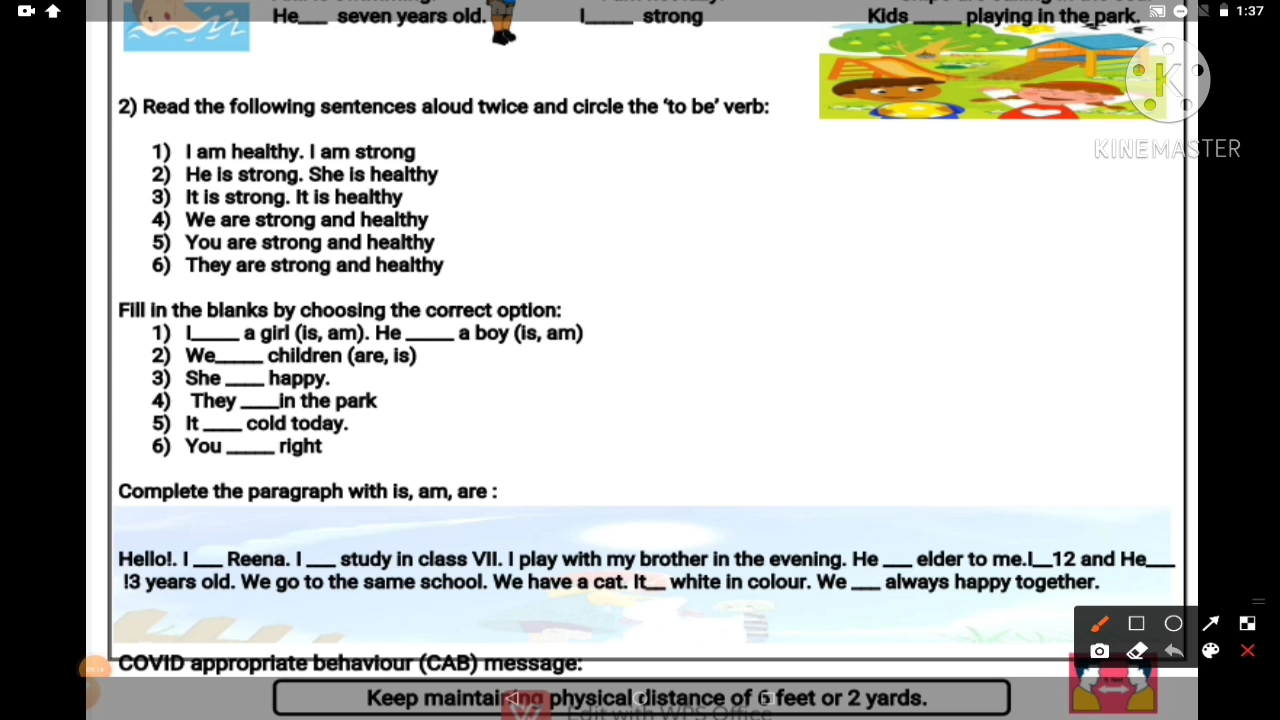 1:37
He___ seven years old.
I_____ strong
Kids _____ playing in the park.
K
KINEMASTER
2) Read the following sentences aloud twice and circle the ‘to be’ verb:
1) I am healthy. I am strong
2) He is strong. She is healthy
3) It is strong. It is healthy
4) We are strong and healthy
5) You are strong and healthy
6) They are strong and healthy
Fill in the blanks by choosing the correct option:
1) I_____ a girl (is, am). He _____ a boy (is, am)
2) We_____ children (are, is)
3) She ____ happy.
4) They ____in the park
5) It ____ cold today.
6) You _____ right
Complete the paragraph with is, am, are :
Hello!. I ___ Reena. I ___ study in class VII. I play with my brother in the evening. He ___ elder to me.I__12 and He___
!3 years old. We go to the same school. We have a cat. It__ white in colour. We ___ always happy together.
COVID appropriate behaviour (CAB) message:
Keep maintaining physical distance of 6 feet or 2 yards.
Edit with WPS Office